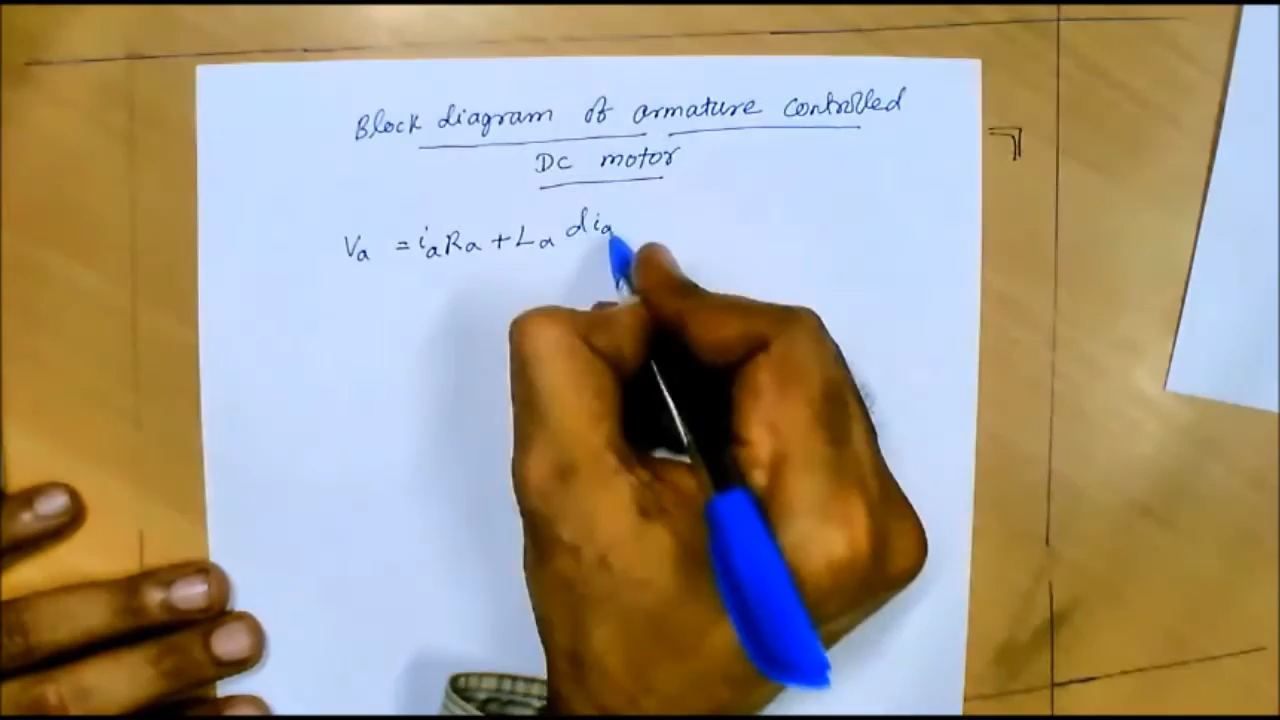 Block diagram of armature controlled
DC motor
Va = iaRa + La dia